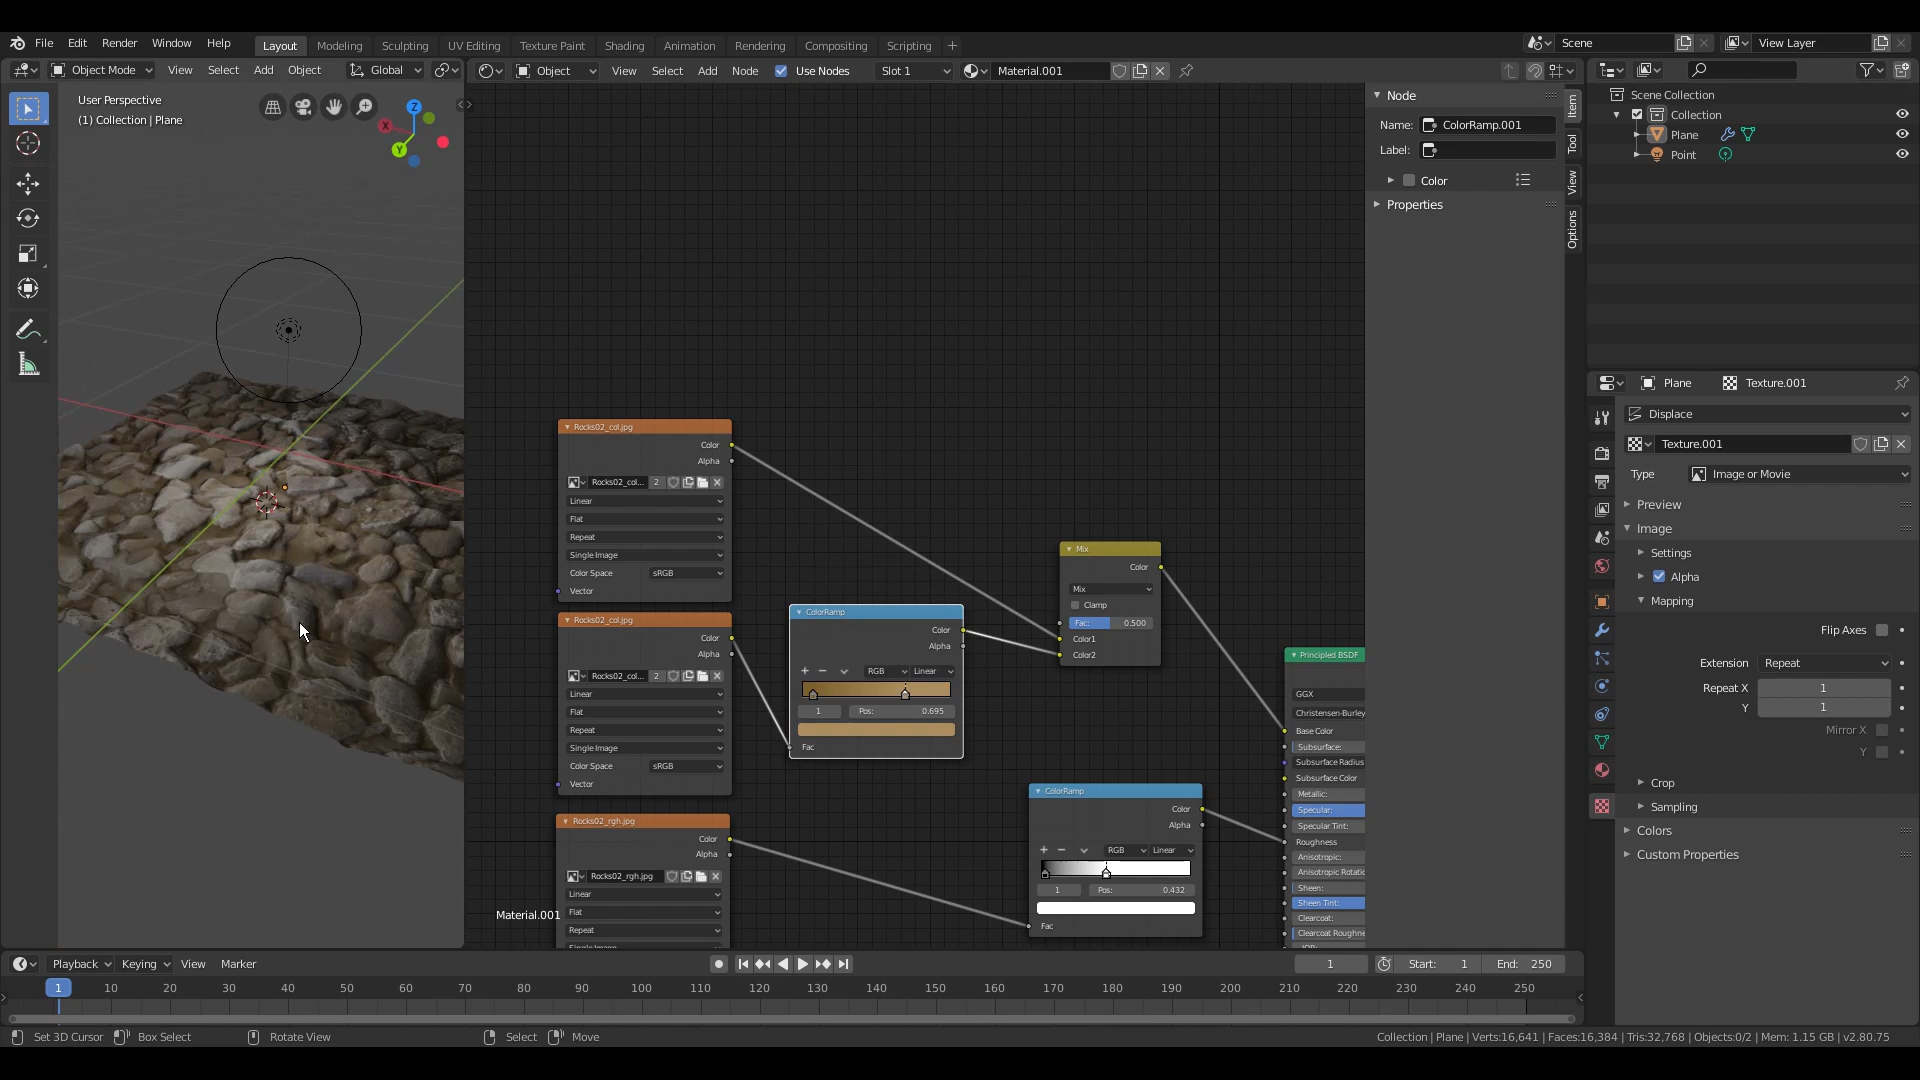 File Edit Render Window Help Layout Modeling Sculpting UV Editing Texture Paint Shading Animation Rendering Compositing Scripting + Scene View Layer
Object Mode View Select Add Object Global Object View Select Add Node Use Nodes Slot 1 Material.001
User Perspective
(1) Collection | Plane
Z
X
Y
Node
Name: ColorRamp.001
Label:
Color
Properties
Item
Tool
View
Options
Scene Collection
Collection
Plane
Point
Rocks02_col.jpg
Color
Alpha
Rocks02_col... 2
Linear
Flat
Repeat
Single Image
Color Space sRGB
Vector
Rocks02_col.jpg
Color
Alpha
Rocks02_col... 2
Linear
Flat
Repeat
Single Image
Color Space sRGB
Vector
Rocks02_rgh.jpg
Color
Alpha
Rocks02_rgh.jpg
Linear
Flat
Repeat
Material.001
ColorRamp
Color
Alpha
RGB Linear
1 Pos: 0.695
Fac
Mix
Color
Mix
Clamp
Fac: 0.500
Color1
Color2
ColorRamp
Color
Alpha
RGB Linear
1 Pos: 0.432
Fac
Principled BSDF
GGX
Christensen-Burley
Base Color
Subsurface:
Subsurface Radius
Subsurface Color
Metallic:
Specular:
Specular Tint:
Roughness
Anisotropic:
Anisotropic Rotatic
Sheen:
Sheen Tint:
Clearcoat:
Clearcoat Roughne
Plane Texture.001
Displace
Texture.001
Type Image or Movie
Preview
Image
Settings
Alpha
Mapping
Flip Axes
Extension Repeat
Repeat X 1
Y 1
Mirror X
Y
Crop
Sampling
Colors
Custom Properties
Playback Keying View Marker 1 Start: 1 End: 250
1 10 20 30 40 50 60 70 80 90 100 110 120 130 140 150 160 170 180 190 200 210 220 230 240 250
Set 3D Cursor Box Select Rotate View Select Move Collection | Plane | Verts:16,641 | Faces:16,384 | Tris:32,768 | Objects:0/2 | Mem: 1.15 GB | v2.80.75